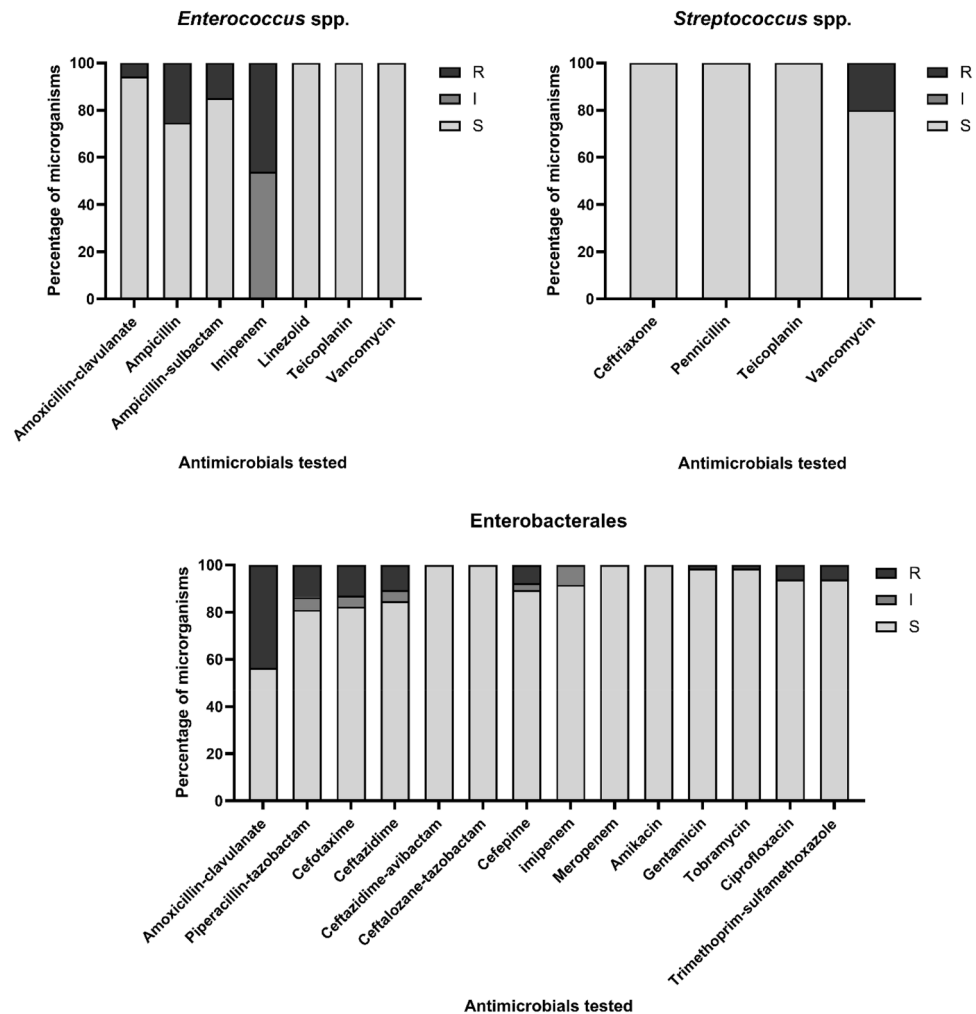 Enterococcus spp.
Percentage of microrganisms
100
80
60
40
20
0
R
I
S
Amoxicillin-clavulanate
Ampicillin
Ampicillin-sulbactam
Imipenem
Linezolid
Teicoplanin
Vancomycin
Antimicrobials tested
Streptococcus spp.
Percentage of microrganisms
100
80
60
40
20
0
R
I
S
Ceftriaxone
Pennicillin
Teicoplanin
Vancomycin
Antimicrobials tested
Enterobacterales
Percentage of microrganisms
100
80
60
40
20
0
R
I
S
Amoxicillin-clavulanate
Piperacillin-tazobactam
Cefotaxime
Ceftazidime
Ceftazidime-avibactam
Ceftalozane-tazobactam
Cefepime
imipenem
Meropenem
Amikacin
Gentamicin
Tobramycin
Ciprofloxacin
Trimethoprim-sulfamethoxazole
Antimicrobials tested